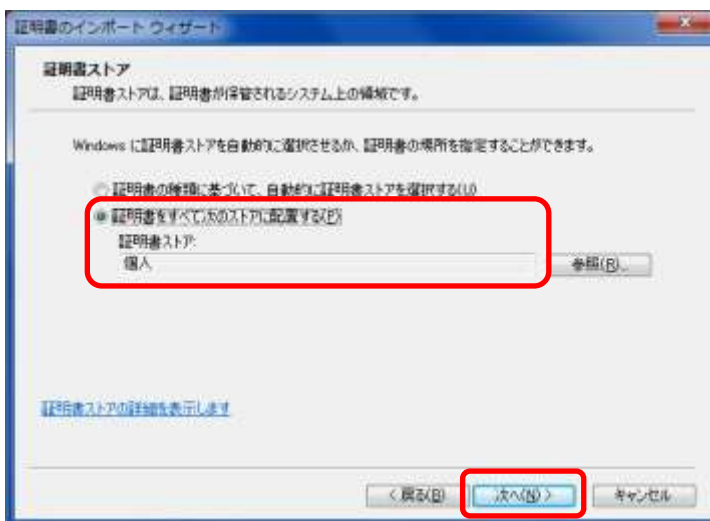 証明書のインポート ウィザード
証明書ストア
証明書ストアは、証明書が保管されるシステム上の領域です。
Windows に証明書ストアを自動的に選択させるか、証明書の場所を指定することができます。
証明書の種類に基づいて、自動的に証明書ストアを選択する(U)
証明書をすべて次のストアに配置する(P)
証明書ストア:
個人
参照(R)...
証明書ストアの詳細を表示します
< 戻る(B)
次へ(N) >
キャンセル